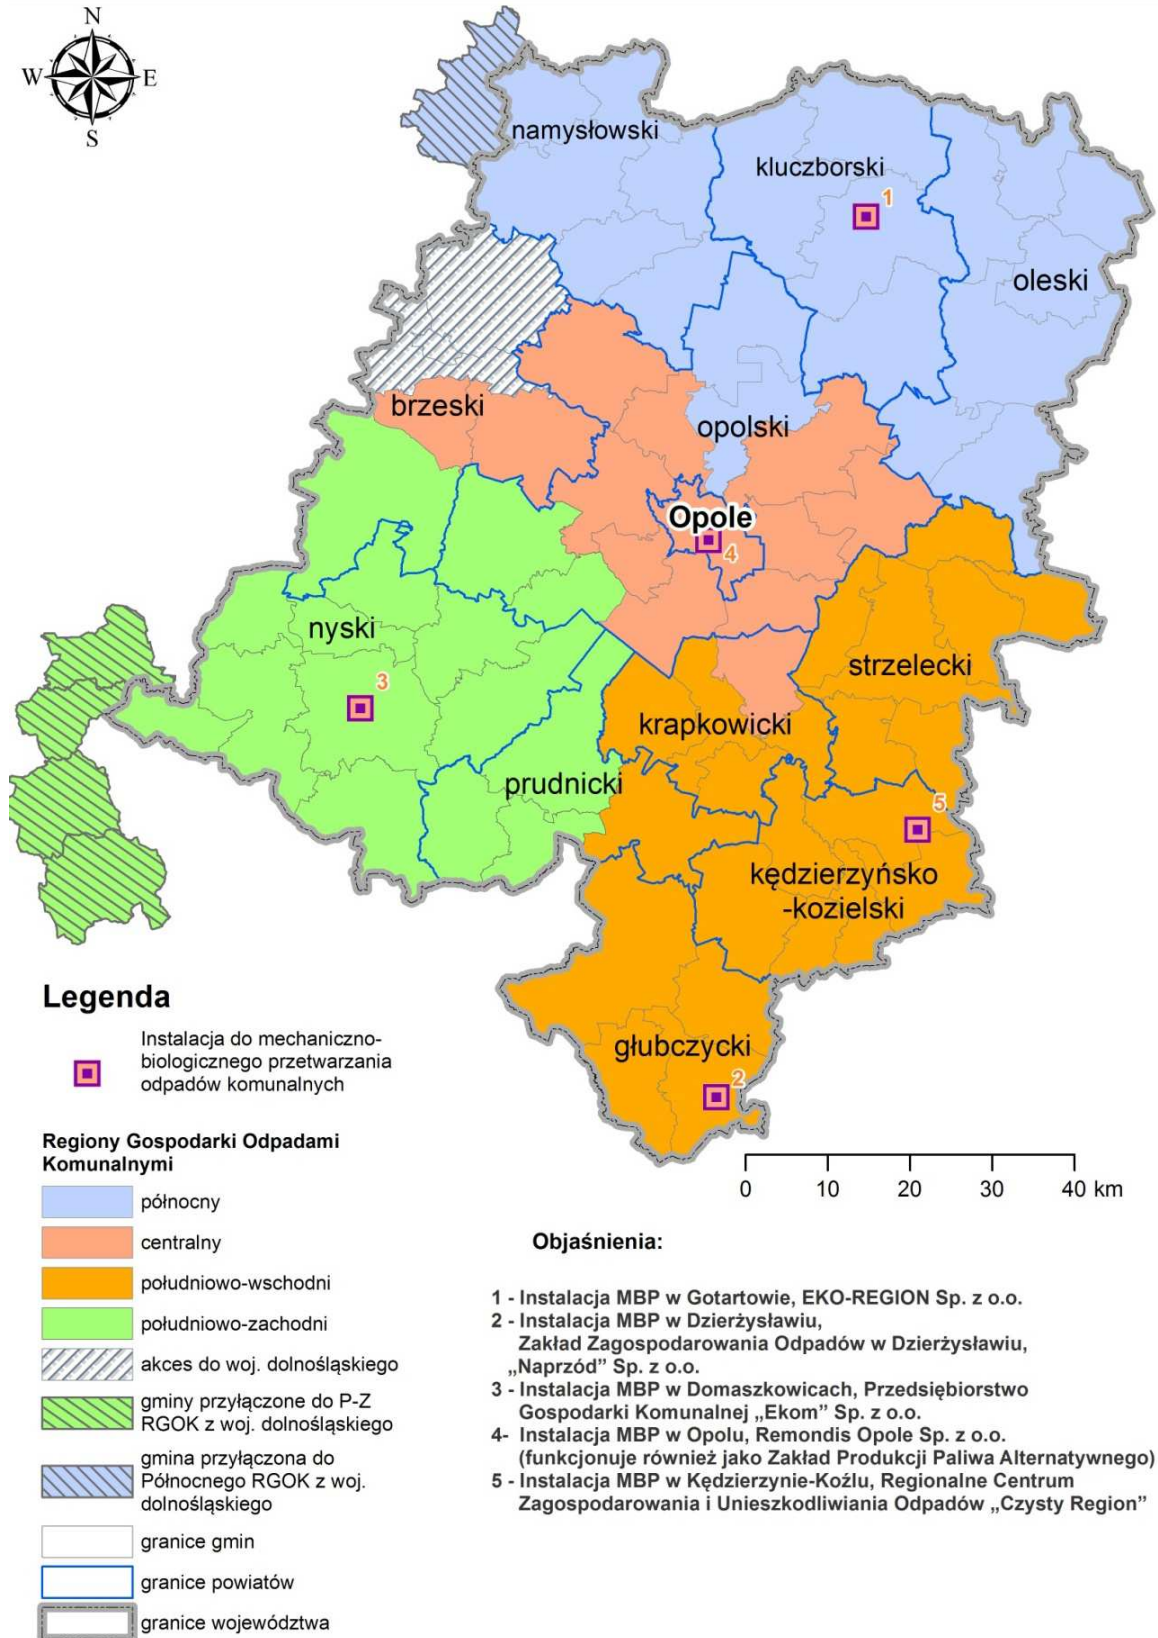 N
W
E
S
namysłowski
kluczborski
1
oleski
brzeski
opolski
Opole
4
nyski
3
strzelecki
krapkowicki
prudnicki
5
kędzierzyńsko
-kozielski
głubczycki
2
0 10 20 30 40 km
Legenda
Instalacja do mechaniczno-
biologicznego przetwarzania
odpadów komunalnych
Regiony Gospodarki Odpadami
Komunalnymi
północny
centralny
południowo-wschodni
południowo-zachodni
akces do woj. dolnośląskiego
gminy przyłączone do P-Z
RGOK z woj. dolnośląskiego
gmina przyłączona do
Północnego RGOK z woj.
dolnośląskiego
granice gmin
granice powiatów
granice województwa
Objaśnienia:
1 - Instalacja MBP w Gotartowie, EKO-REGION Sp. z o.o.
2 - Instalacja MBP w Dzierżysławiu,
Zakład Zagospodarowania Odpadów w Dzierżysławiu,
„Naprzód” Sp. z o.o.
3 - Instalacja MBP w Domaszkowicach, Przedsiębiorstwo
Gospodarki Komunalnej „Ekom” Sp. z o.o.
4- Instalacja MBP w Opolu, Remondis Opole Sp. z o.o.
(funkcjonuje również jako Zakład Produkcji Paliwa Alternatywnego)
5 - Instalacja MBP w Kędzierzynie-Koźlu, Regionalne Centrum
Zagospodarowania i Unieszkodliwiania Odpadów „Czysty Region”